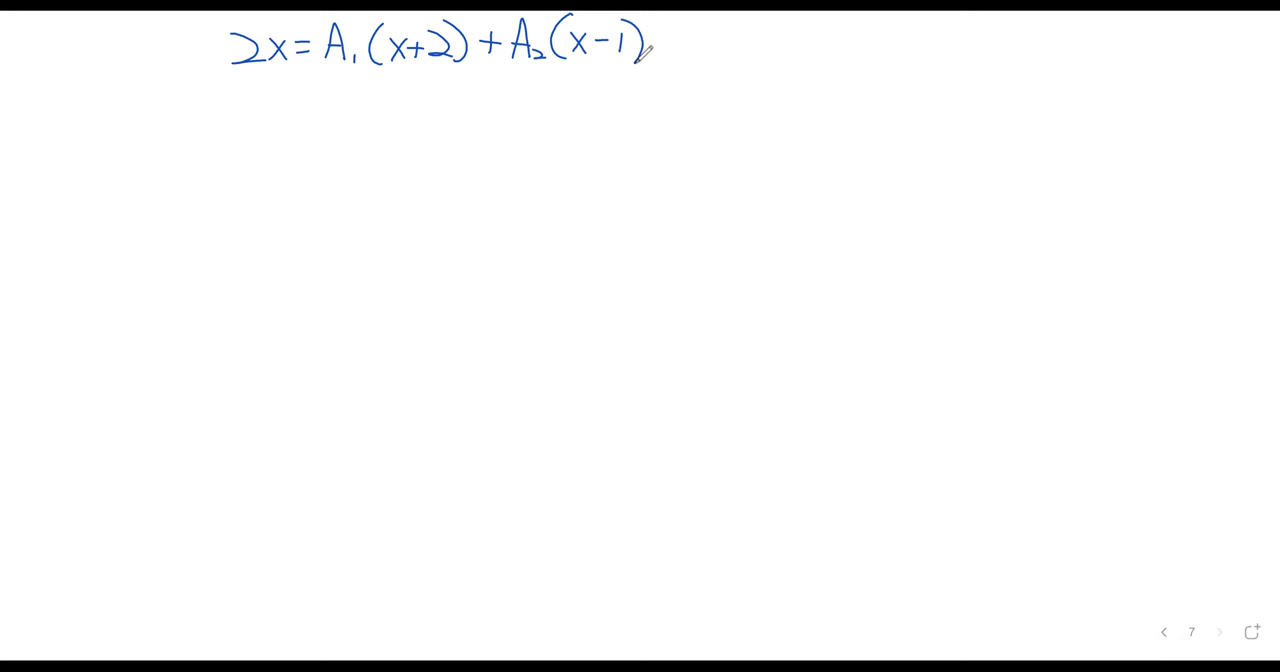 2x = A₁(x+2) + A₂(x-1)
7